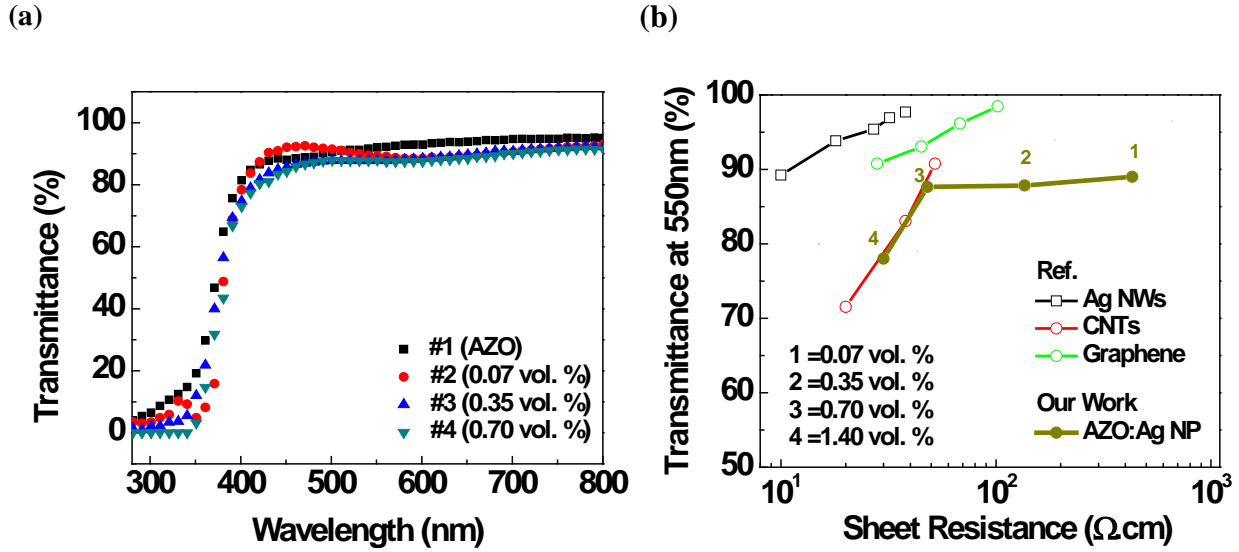 (a)
(b)
Transmittance (%)
100
80
60
40
20
0
300 400 500 600 700 800
Wavelength (nm)
#1 (AZO)
#2 (0.07 vol. %)
#3 (0.35 vol. %)
#4 (0.70 vol. %)
Transmittance at 550nm (%)
100
90
80
70
60
50
10¹ 10² 10³
Sheet Resistance (Ω.cm)
1
2
3
4
1 =0.07 vol. %
2 =0.35 vol. %
3 =0.70 vol. %
4 =1.40 vol. %
Ref.
Ag NWs
CNTs
Graphene
Our Work
AZO:Ag NP